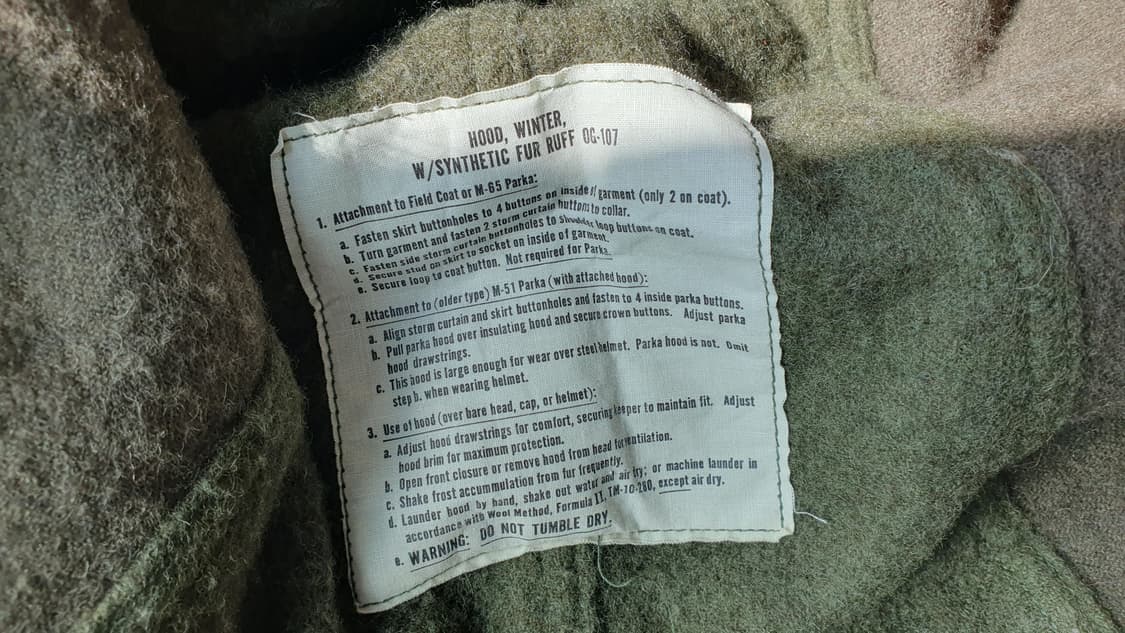 HOOD, WINTER,
W/SYNTHETIC FUR RUFF OG-107
1. Attachment to Field Coat or M-65 Parka:
a. Fasten skirt buttonholes to 4 buttons on inside of garment (only 2 on coat).
b. Turn garment and fasten 2 storm curtain buttons to collar.
c. Fasten side storm curtain buttonholes to shoulder loop buttons on coat.
d. Secure stud on skirt to socket on inside of garment.
e. Secure loop to coat button. Not required for Parka.
2. Attachment to (older type) M-51 Parka (with attached hood):
a. Align storm curtain and skirt buttonholes and fasten to 4 inside parka buttons.
b. Pull parka hood over insulating hood and secure crown buttons. Adjust parka
hood drawstrings.
c. This hood is large enough for wear over steel helmet. Parka hood is not. Omit
step b. when wearing helmet.
3. Use of hood (over bare head, cap, or helmet):
a. Adjust hood drawstrings for comfort, securing keeper to maintain fit. Adjust
hood brim for maximum protection.
b. Open front closure or remove hood from head for ventilation.
c. Shake frost accummulation from fur frequently.
d. Launder hood by hand, shake out water and air dry; or machine launder in
accordance with Wool Method, Formula II, TM-10-280, except air dry.
e. WARNING: DO NOT TUMBLE DRY.